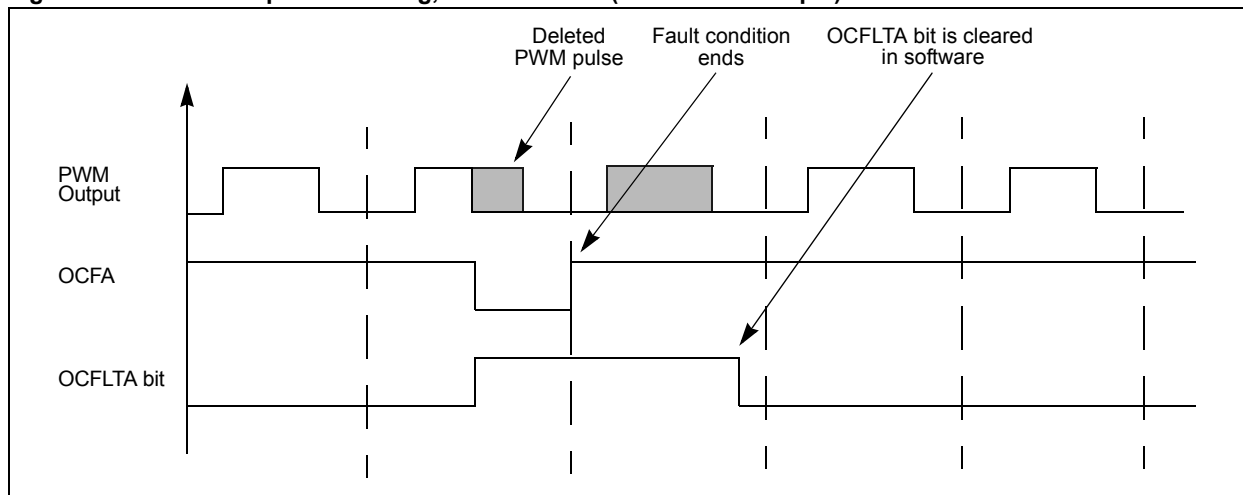 Deleted
PWM pulse
Fault condition
ends
OCFLTA bit is cleared
in software
PWM
Output
OCFA
OCFLTA bit